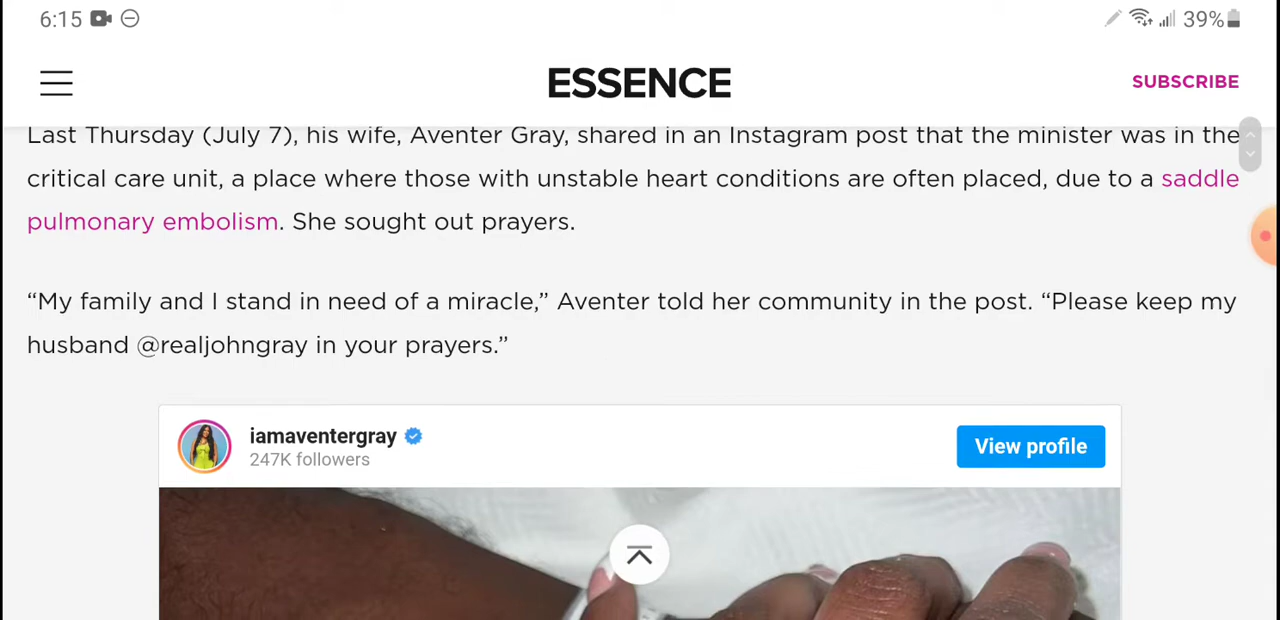 6:15 39%
ESSENCE
SUBSCRIBE
Last Thursday (July 7), his wife, Aventer Gray, shared in an Instagram post that the minister was in the
critical care unit, a place where those with unstable heart conditions are often placed, due to a saddle
pulmonary embolism. She sought out prayers.
“My family and I stand in need of a miracle,” Aventer told her community in the post. “Please keep my
husband @realjohngray in your prayers.”
iamaventergray
247K followers
View profile